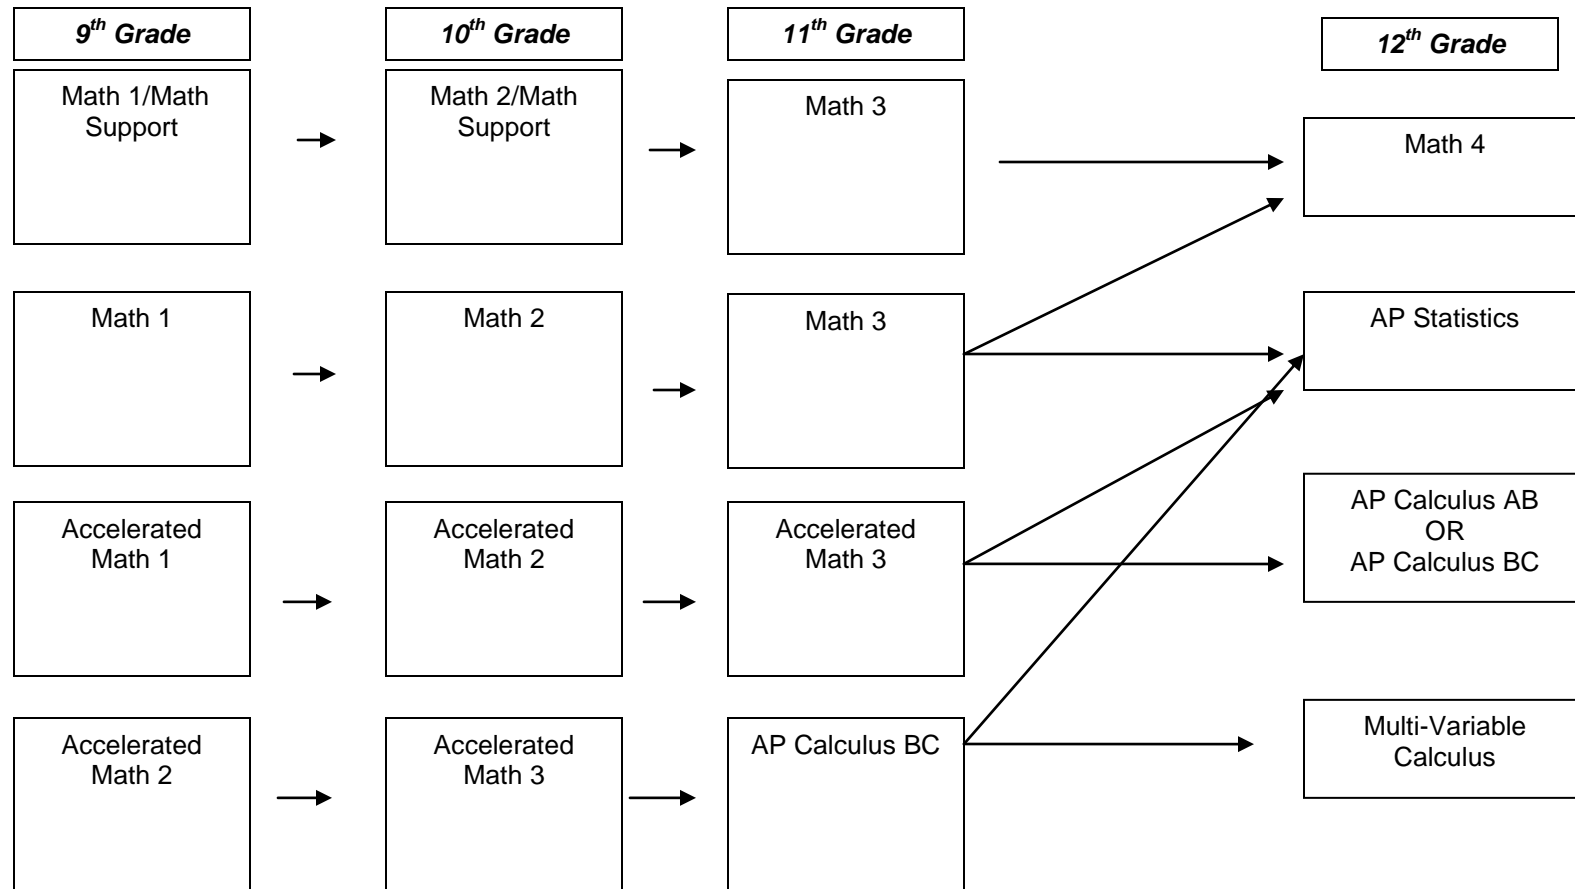 9th Grade
10th Grade
11th Grade
12th Grade
Math 1/Math
Support
Math 2/Math
Support
Math 3
Math 4
Math 1
Math 2
Math 3
AP Statistics
Accelerated
Math 1
Accelerated
Math 2
Accelerated
Math 3
AP Calculus AB
OR
AP Calculus BC
Accelerated
Math 2
Accelerated
Math 3
AP Calculus BC
Multi-Variable
Calculus